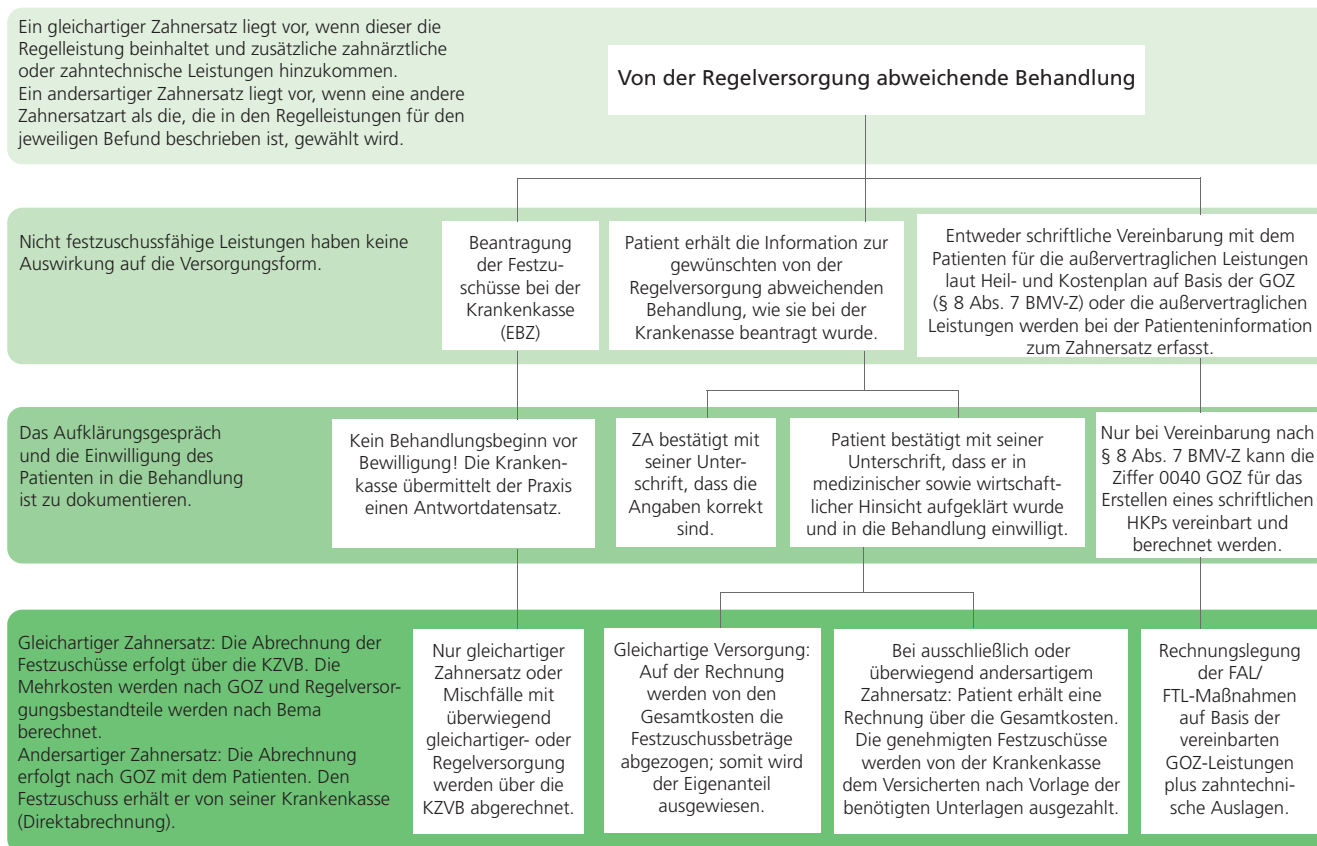 Ein gleichartiger Zahnersatz liegt vor, wenn dieser die
Regelleistung beinhaltet und zusätzliche zahnärztliche
oder zahntechnische Leistungen hinzukommen.
Ein andersartiger Zahnersatz liegt vor, wenn eine andere
Zahnersatzart als die, die in den Regelleistungen für den
jeweiligen Befund beschrieben ist, gewählt wird.
Von der Regelversorgung abweichende Behandlung
Nicht festzuschussfähige Leistungen haben keine
Auswirkung auf die Versorgungsform.
Beantragung
der Festzu-
schüsse bei der
Krankenkasse
(EBZ)
Patient erhält die Information zur
gewünschten von der
Regelversorgung abweichenden
Behandlung, wie sie bei der
Krankenasse beantragt wurde.
Entweder schriftliche Vereinbarung mit dem
Patienten für die außervertraglichen Leistungen
laut Heil- und Kostenplan auf Basis der GOZ
(§ 8 Abs. 7 BMV-Z) oder die außervertraglichen
Leistungen werden bei der Patienteninformation
zum Zahnersatz erfasst.
Das Aufklärungsgespräch
und die Einwilligung des
Patienten in die Behandlung
ist zu dokumentieren.
Kein Behandlungsbeginn vor
Bewilligung! Die Kranken-
kasse übermittelt der Praxis
einen Antwortdatensatz.
ZA bestätigt mit
seiner Unter-
schrift, dass die
Angaben korrekt
sind.
Patient bestätigt mit seiner
Unterschrift, dass er in
medizinischer sowie wirtschaft-
licher Hinsicht aufgeklärt wurde
und in die Behandlung einwilligt.
Nur bei Vereinbarung nach
§ 8 Abs. 7 BMV-Z kann die
Ziffer 0040 GOZ für das
Erstellen eines schriftlichen
HKPs vereinbart und
berechnet werden.
Gleichartiger Zahnersatz: Die Abrechnung der
Festzuschüsse erfolgt über die KZVB. Die
Mehrkosten werden nach GOZ und Regelversor-
gungsbestandteile werden nach Bema
berechnet.
Andersartiger Zahnersatz: Die Abrechnung
erfolgt nach GOZ mit dem Patienten. Den
Festzuschuss erhält er von seiner Krankenkasse
(Direktabrechnung).
Nur gleichartiger
Zahnersatz oder
Mischfälle mit
überwiegend
gleichartiger- oder
Regelversorgung
werden über die
KZVB abgerechnet.
Gleichartige Versorgung:
Auf der Rechnung
werden von den
Gesamtkosten die
Festzuschussbeträge
abgezogen; somit wird
der Eigenanteil
ausgewiesen.
Bei ausschließlich oder
überwiegend andersartigem
Zahnersatz: Patient erhält eine
Rechnung über die Gesamtkosten.
Die genehmigten Festzuschüsse
werden von der Krankenkasse
dem Versicherten nach Vorlage der
benötigten Unterlagen ausgezahlt.
Rechnungslegung
der FAL/
FTL-Maßnahmen
auf Basis der
vereinbarten
GOZ-Leistungen
plus zahntechni-
sche Auslagen.